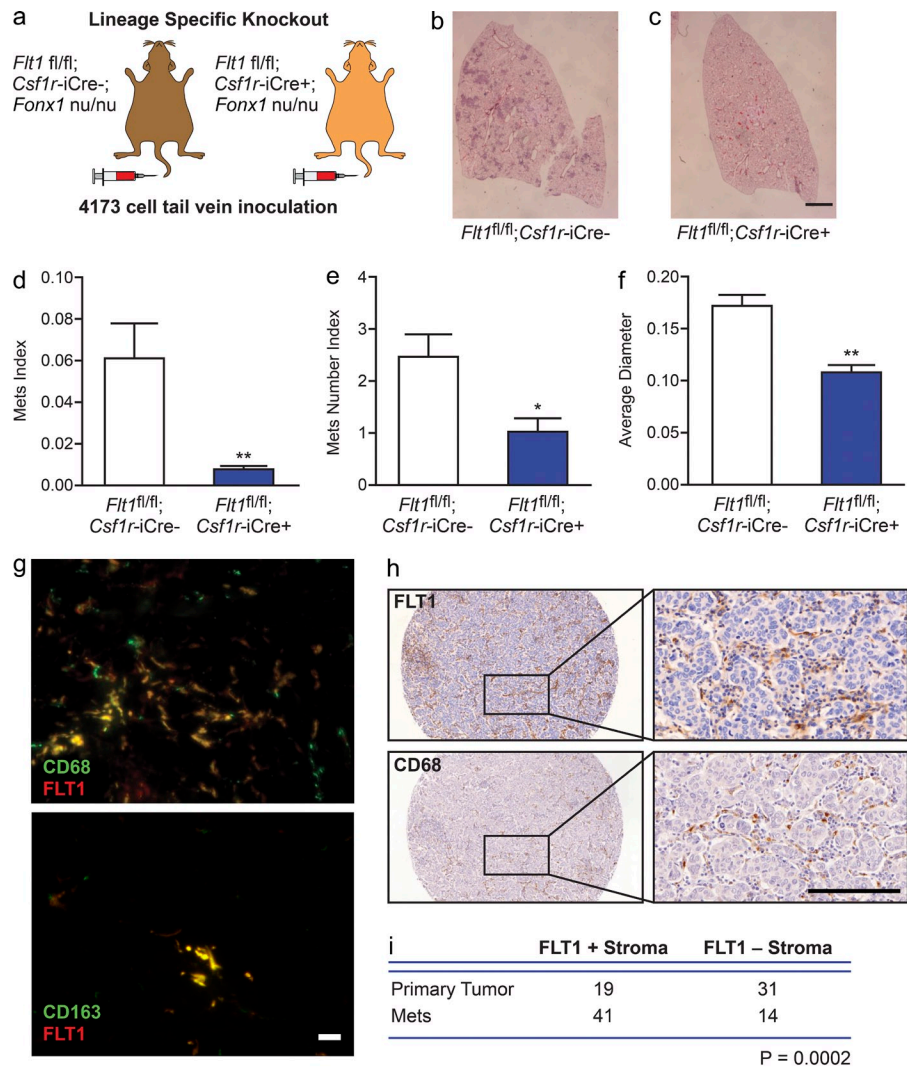 a
Lineage Specific Knockout
Flt1 fl/fl;
Csf1r-iCre-;
Fonx1 nu/nu
Flt1 fl/fl;
Csf1r-iCre+;
Fonx1 nu/nu
4173 cell tail vein inoculation
b
Flt1fl/fl;Csf1r-iCre-
c
Flt1fl/fl;Csf1r-iCre+
d
Mets Index
0.10
0.08
0.06
0.04
0.02
0.00
**
Flt1fl/fl;
Csf1r-iCre-
Flt1fl/fl;
Csf1r-iCre+
e
Mets Number Index
4
3
2
1
0
*
Flt1fl/fl;
Csf1r-iCre-
Flt1fl/fl;
Csf1r-iCre+
f
Average Diameter
0.20
0.15
0.10
0.05
0.00
**
Flt1fl/fl;
Csf1r-iCre-
Flt1fl/fl;
Csf1r-iCre+
g
CD68
FLT1
CD163
FLT1
h
FLT1
CD68
i
FLT1 + Stroma FLT1 – Stroma
Primary Tumor 19 31
Mets 41 14
P = 0.0002